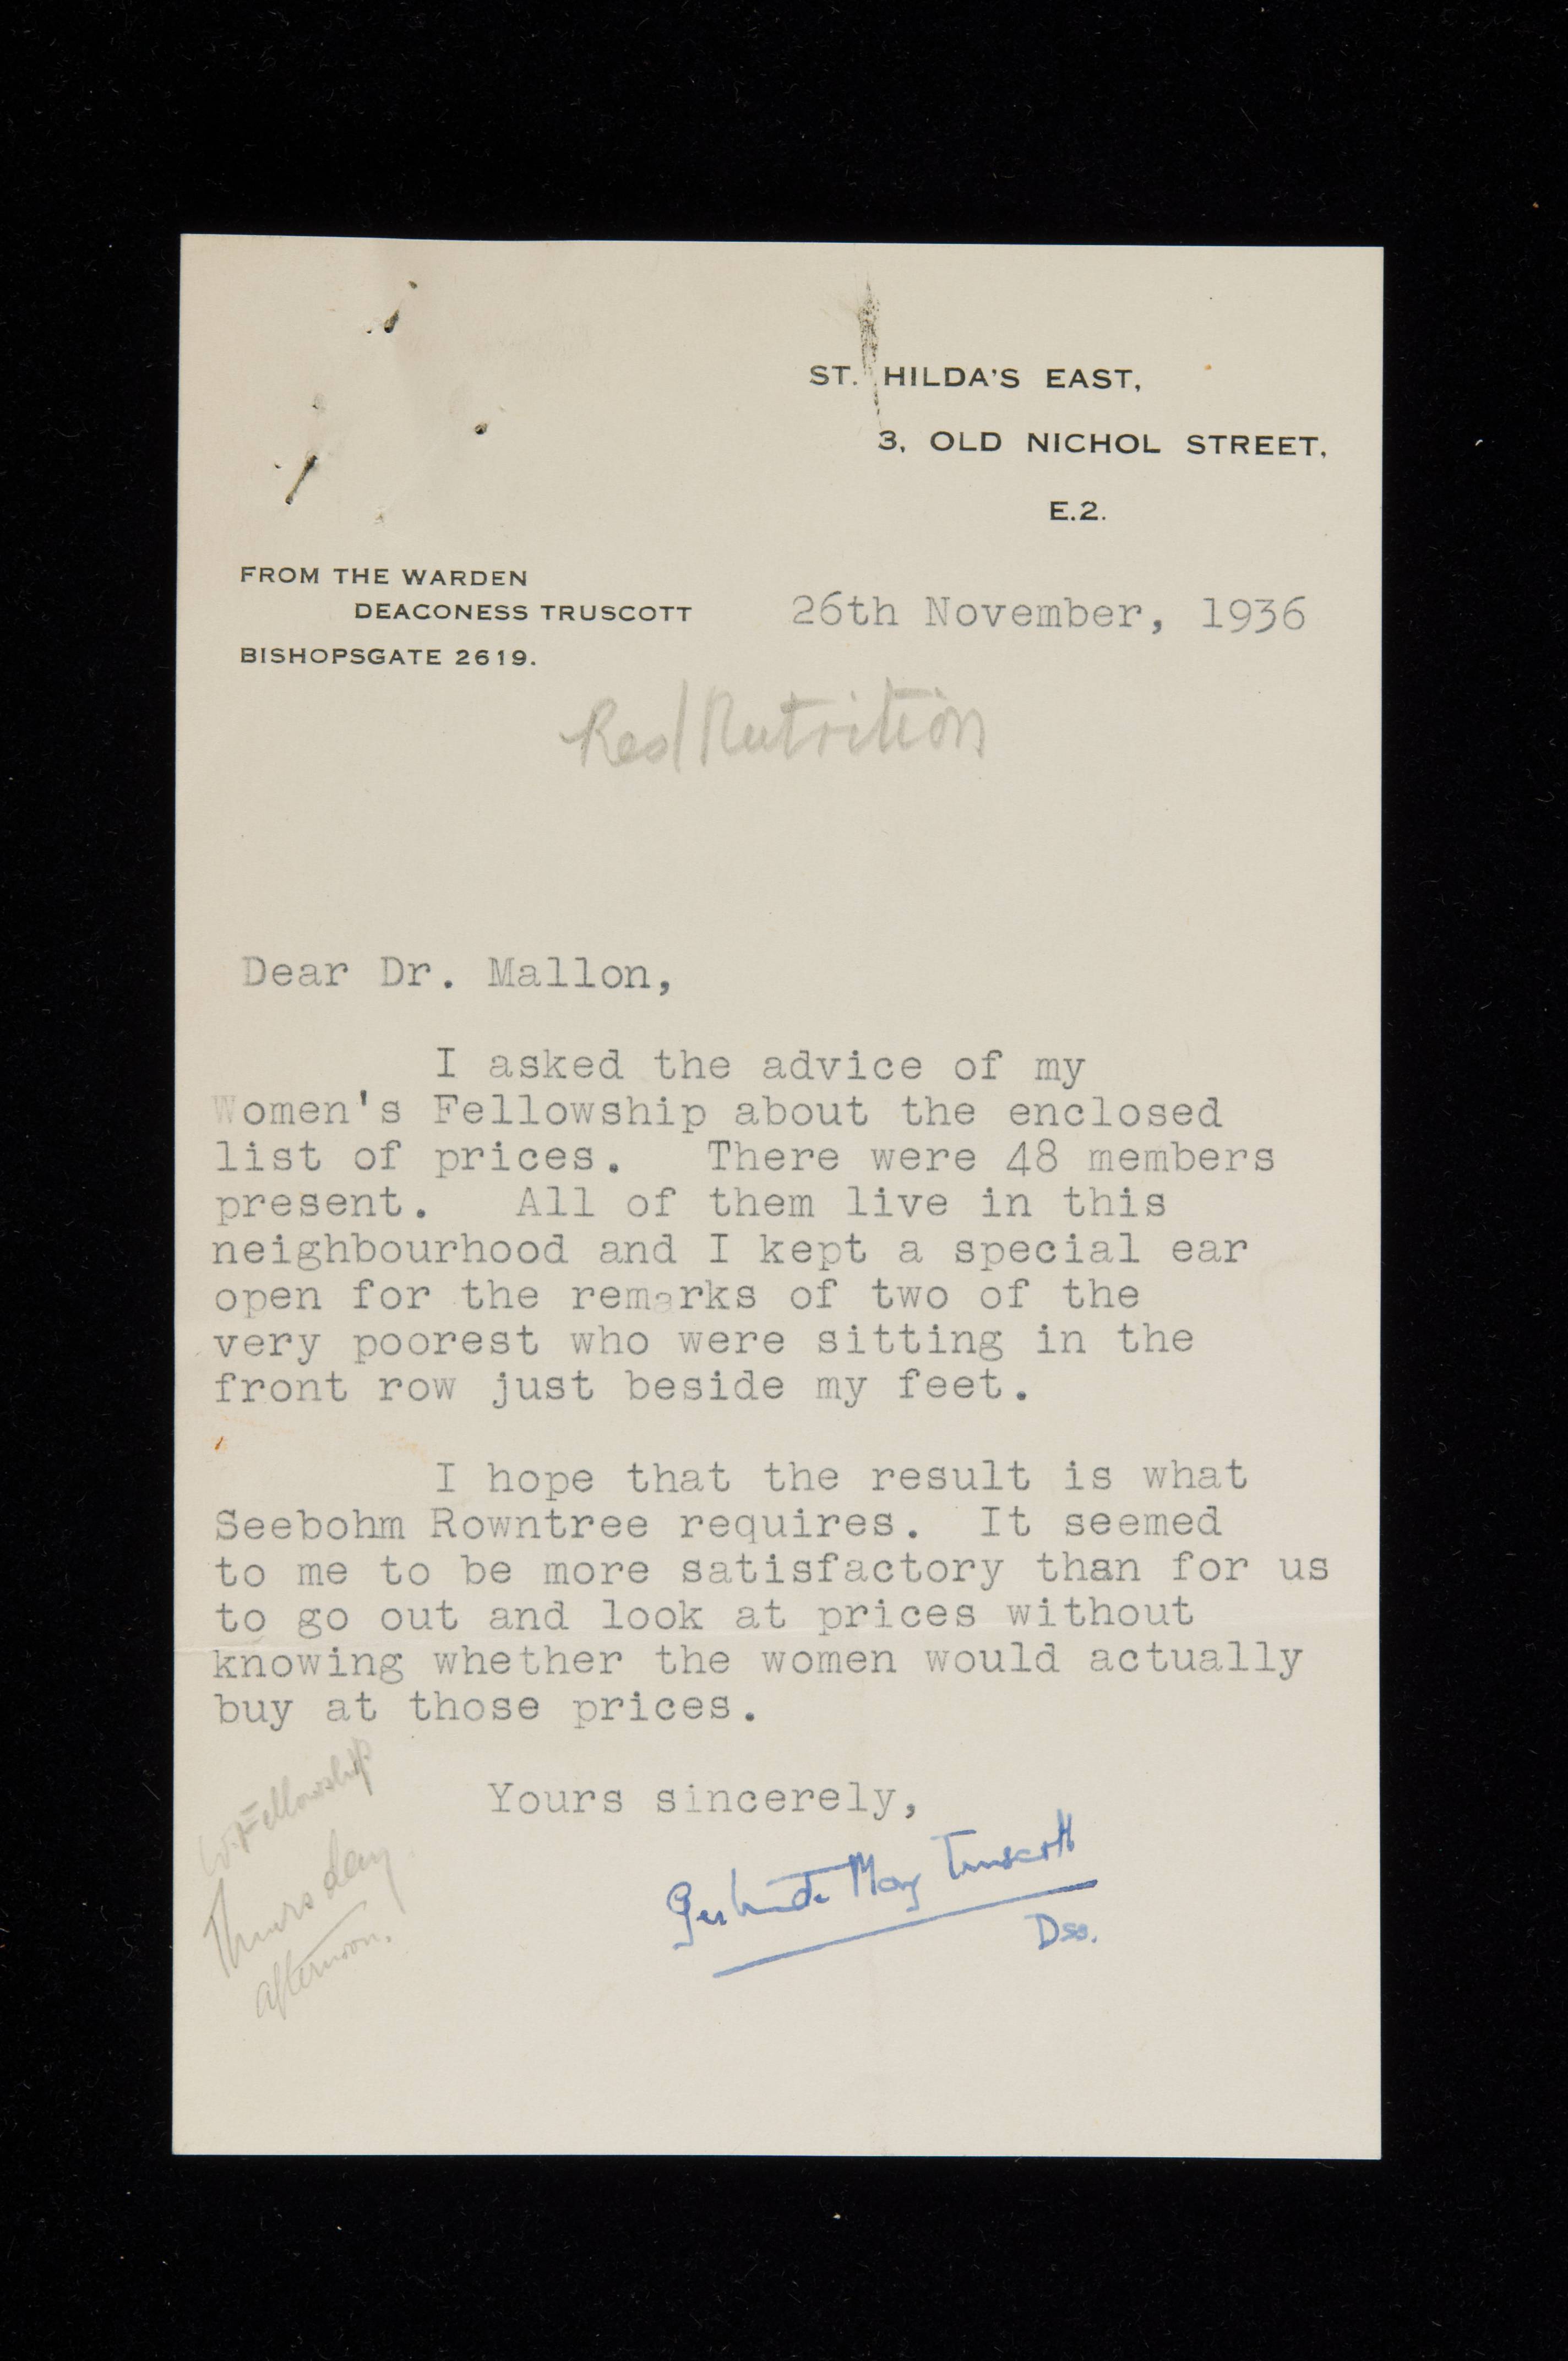 ST. HILDA'S EAST,
3, OLD NICHOL STREET,
E.2.
FROM THE WARDEN
DEACONESS TRUSCOTT
BISHOPSGATE 2619.
26th November, 1936
Res/Nutrition
Dear Dr. Mallon,
I asked the advice of my
Women's Fellowship about the enclosed
list of prices. There were 48 members
present. All of them live in this
neighbourhood and I kept a special ear
open for the remarks of two of the
very poorest who were sitting in the
front row just beside my feet.
I hope that the result is what
Seebohm Rowntree requires. It seemed
to me to be more satisfactory than for us
to go out and look at prices without
knowing whether the women would actually
buy at those prices.
Yours sincerely,
Gertrude Mary Truscott
Dss.
W. Fellowship
Thursday
afternoon.